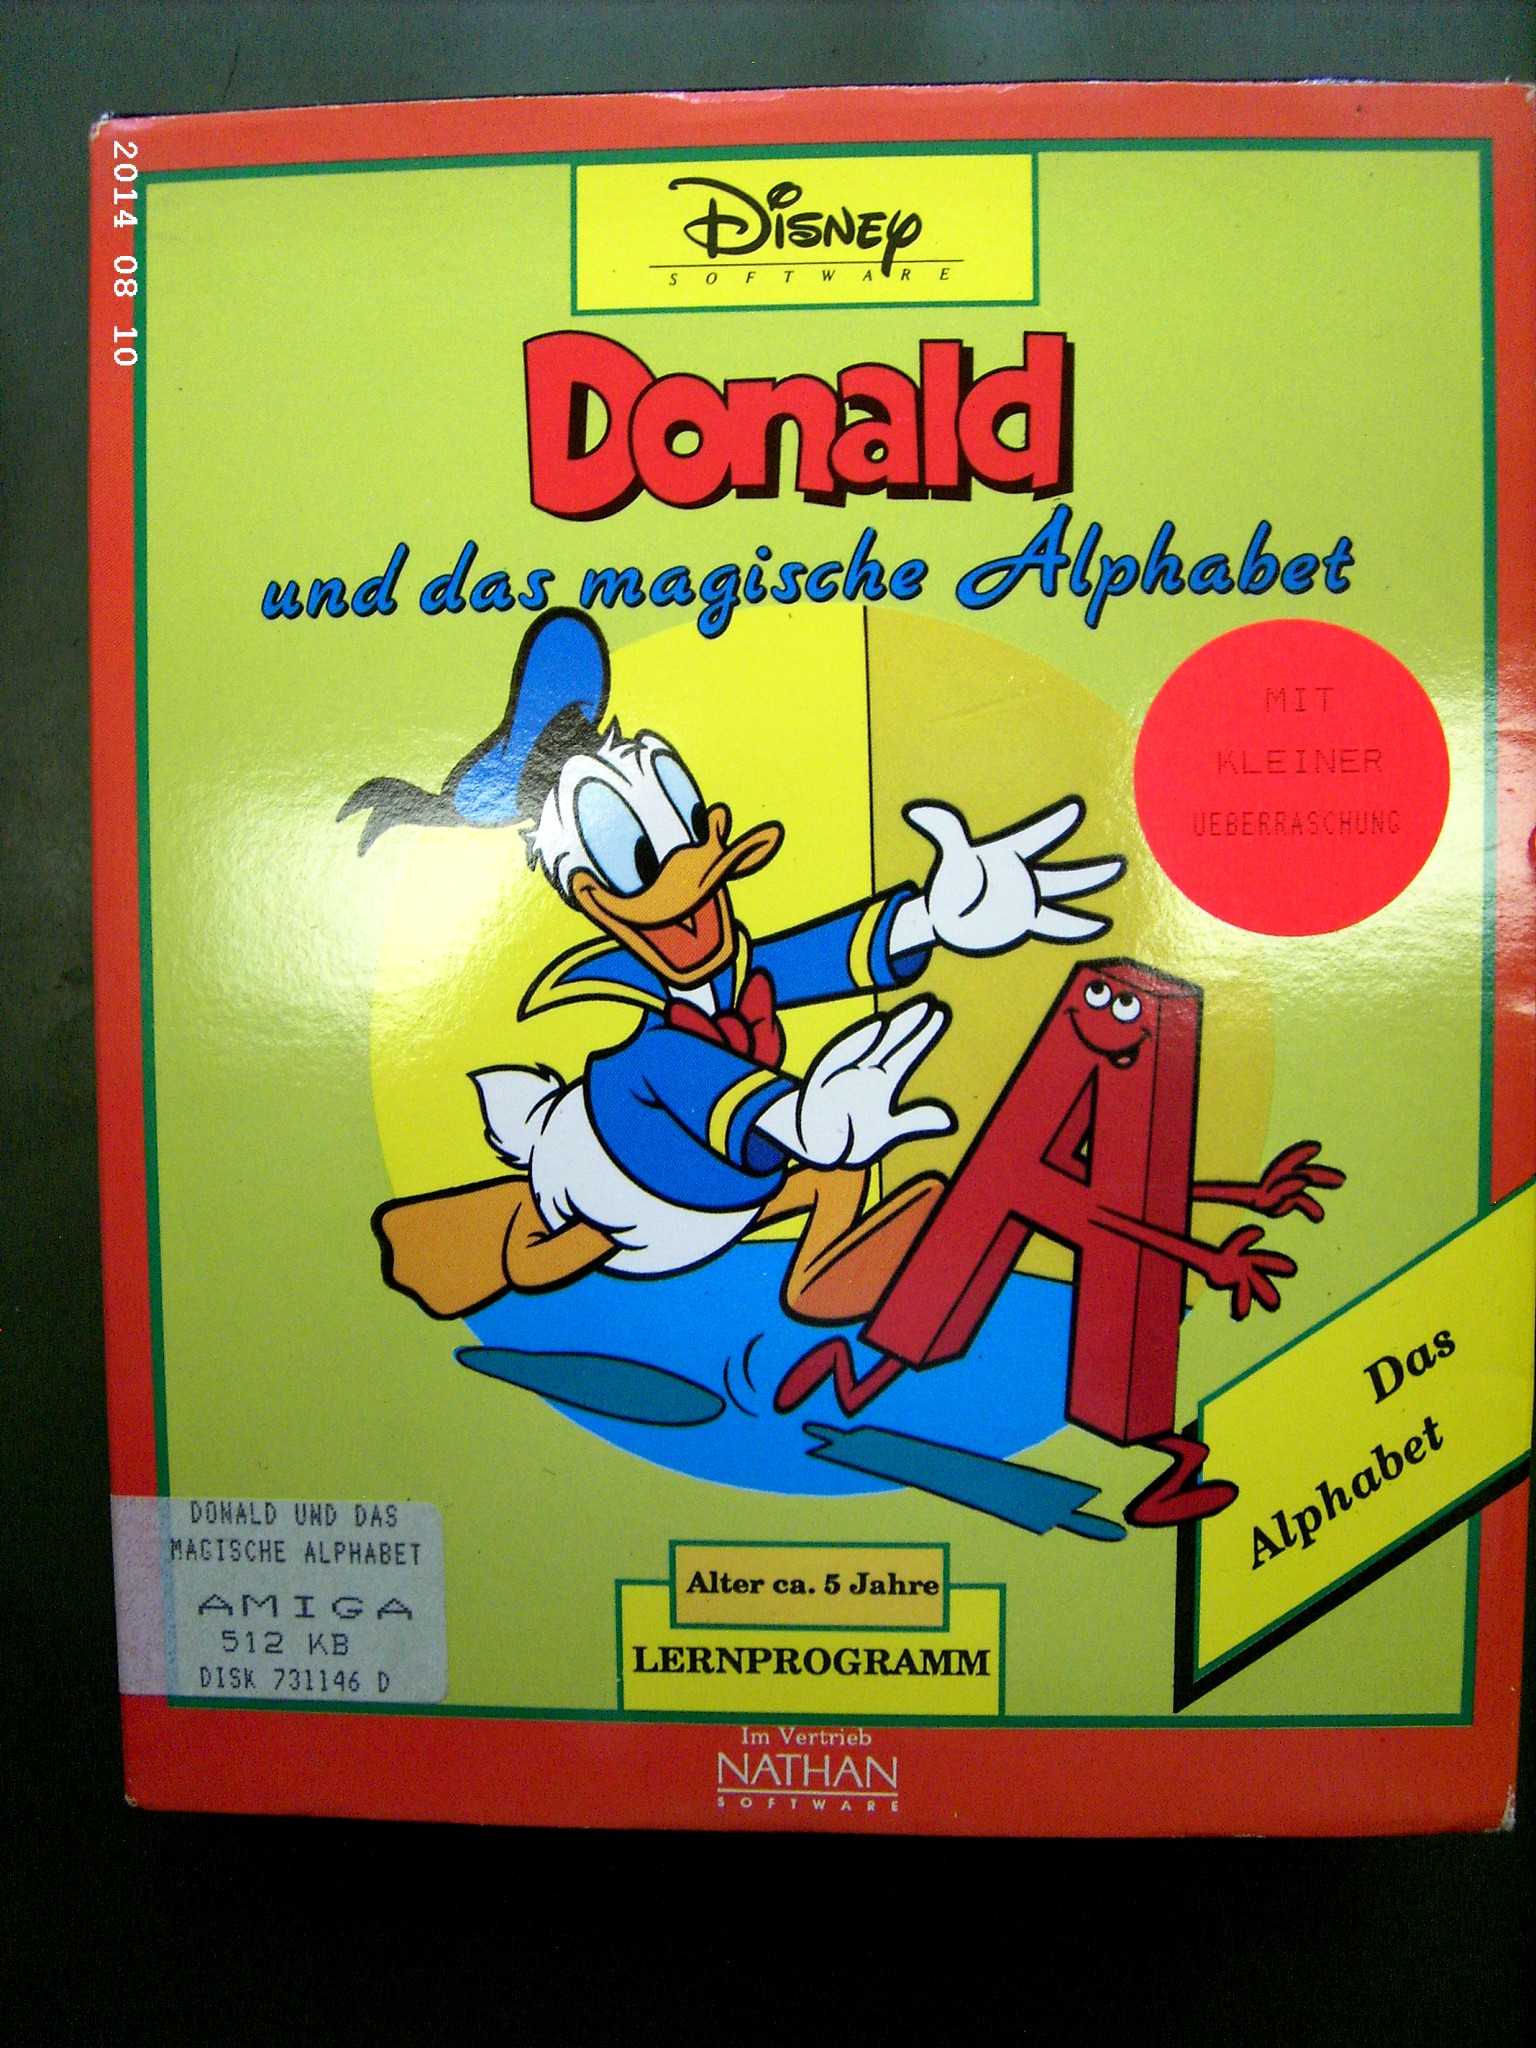 2014 08 10
Disney
SOFTWARE
Donald
und das magische Alphabet
MIT
KLEINER
UEBERRASCHUNG
Das
Alphabet
DONALD UND DAS
MAGISCHE ALPHABET
AMIGA
512 KB
DISK 731146 D
Alter ca. 5 Jahre
LERNPROGRAMM
Im Vertrieb
NATHAN
SOFTWARE